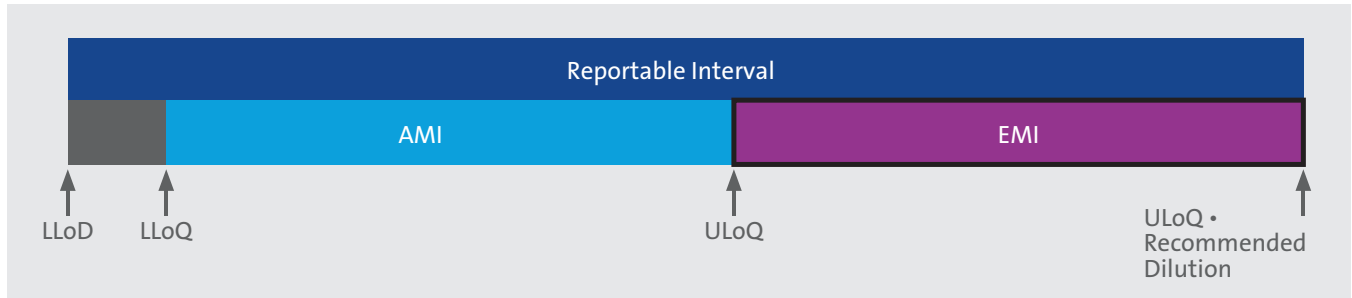 Reportable Interval
AMI
EMI
LLoD
LLoQ
ULoQ
ULoQ •
Recommended
Dilution